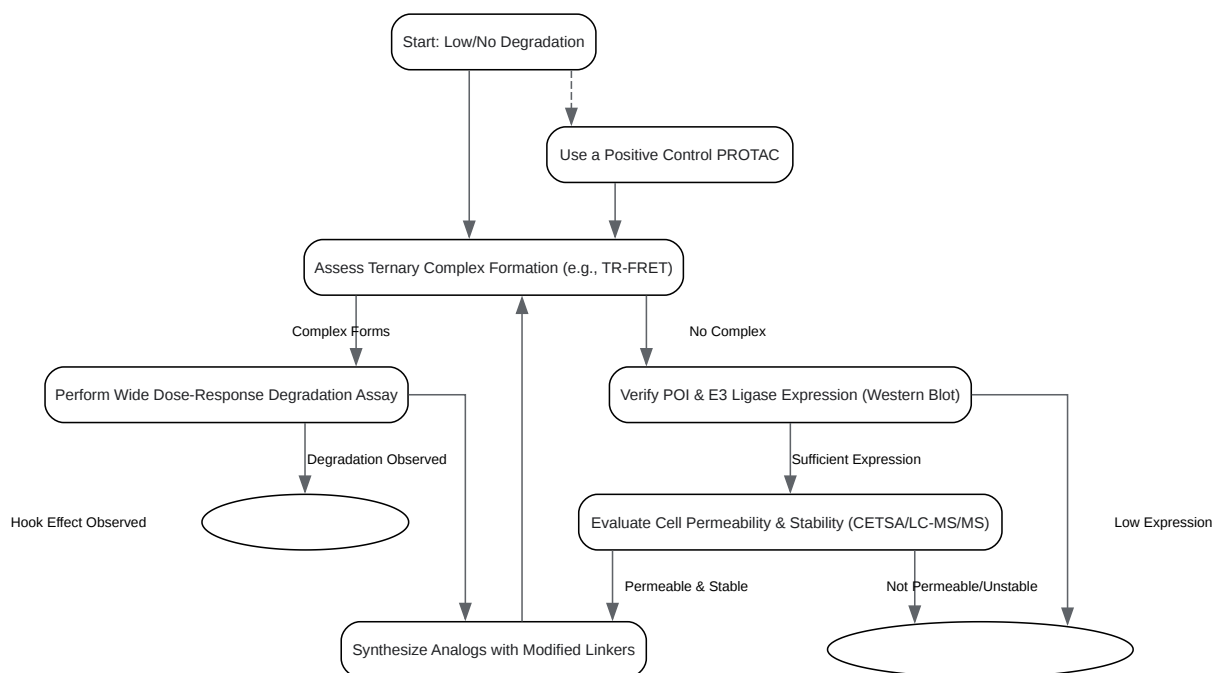 Start: Low/No Degradation
Use a Positive Control PROTAC
Assess Ternary Complex Formation (e.g., TR-FRET)
Complex Forms
No Complex
Perform Wide Dose-Response Degradation Assay
Verify POI & E3 Ligase Expression (Western Blot)
Degradation Observed
Sufficient Expression
Hook Effect Observed
Evaluate Cell Permeability & Stability (CETSA/LC-MS/MS)
Low Expression
Permeable & Stable
Not Permeable/Unstable
Synthesize Analogs with Modified Linkers